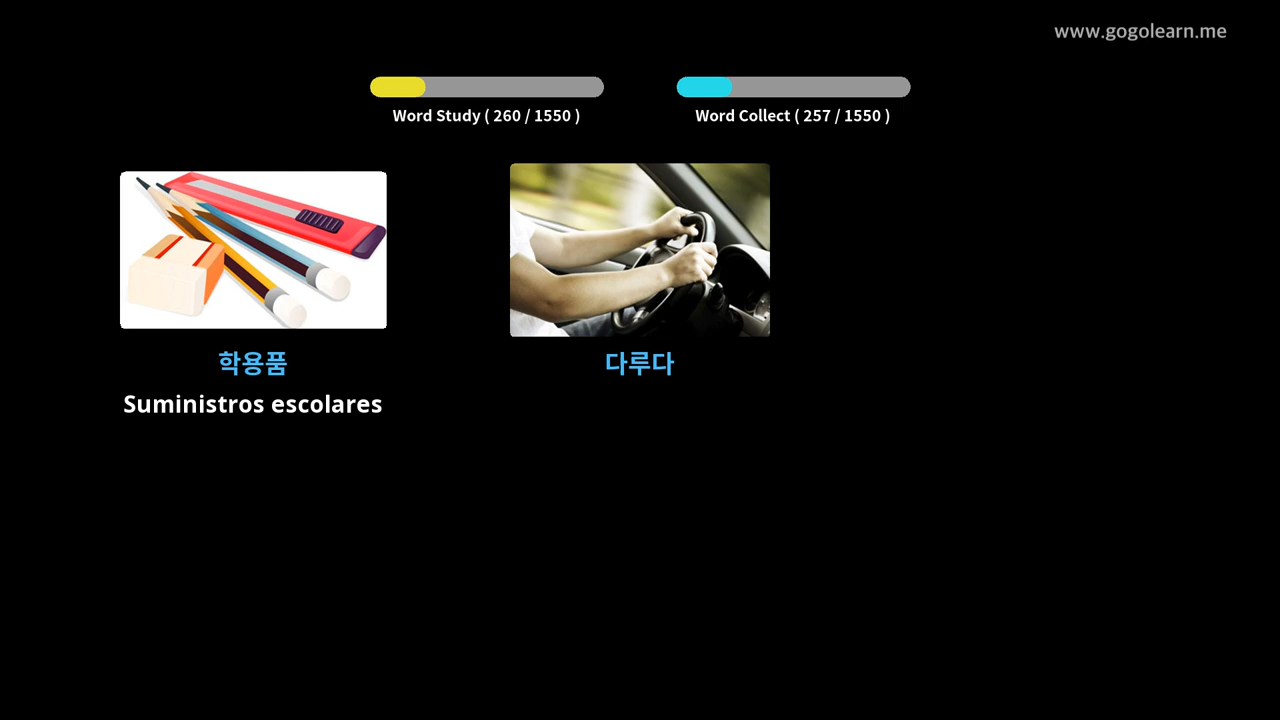 www.gogolearn.me
Word Study ( 260 / 1550 )
Word Collect ( 257 / 1550 )
학용품
다루다
Suministros escolares